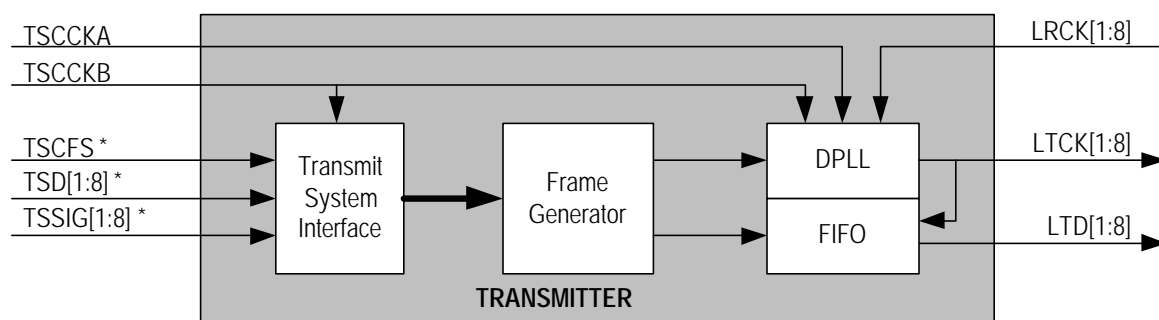 TSCCKA
LRCK[1:8]
TSCCKB
TSCFS *
TSD[1:8] *
TSSIG[1:8] *
Transmit
System
Interface
Frame
Generator
DPLL
FIFO
LTCK[1:8]
LTD[1:8]
TRANSMITTER